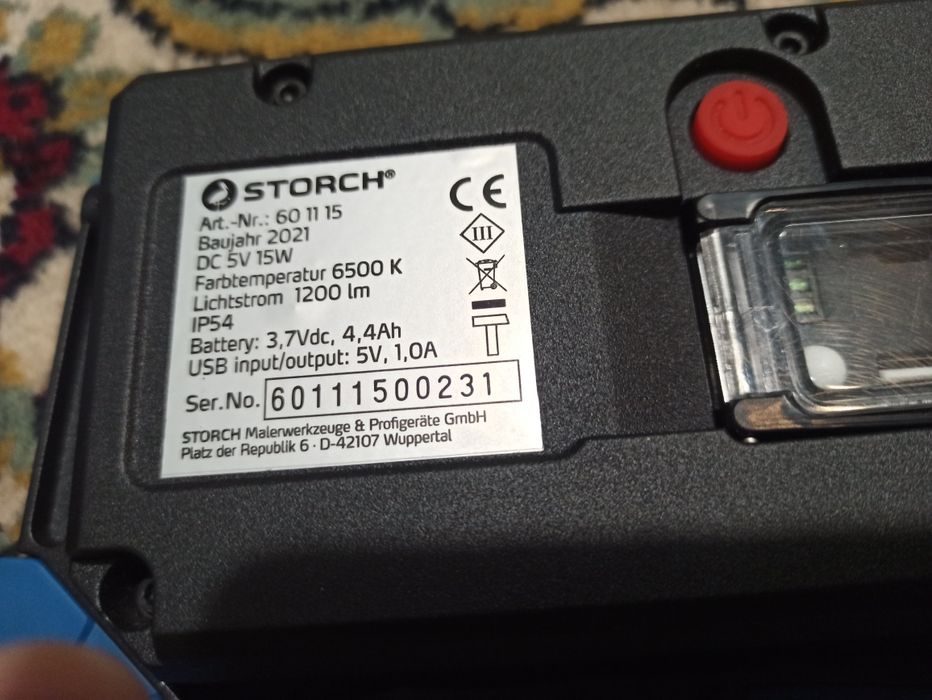 STORCH®
CE
Art.-Nr.: 60 11 15
Baujahr 2021
DC 5V 15W
III
Farbtemperatur 6500 K
Lichtstrom 1200 lm
IP54
Battery: 3,7Vdc, 4,4Ah
USB input/output: 5V, 1,0A
Ser.No. 60111500231
STORCH Malerwerkzeuge & Profigeräte GmbH
Platz der Republik 6 · D-42107 Wuppertal